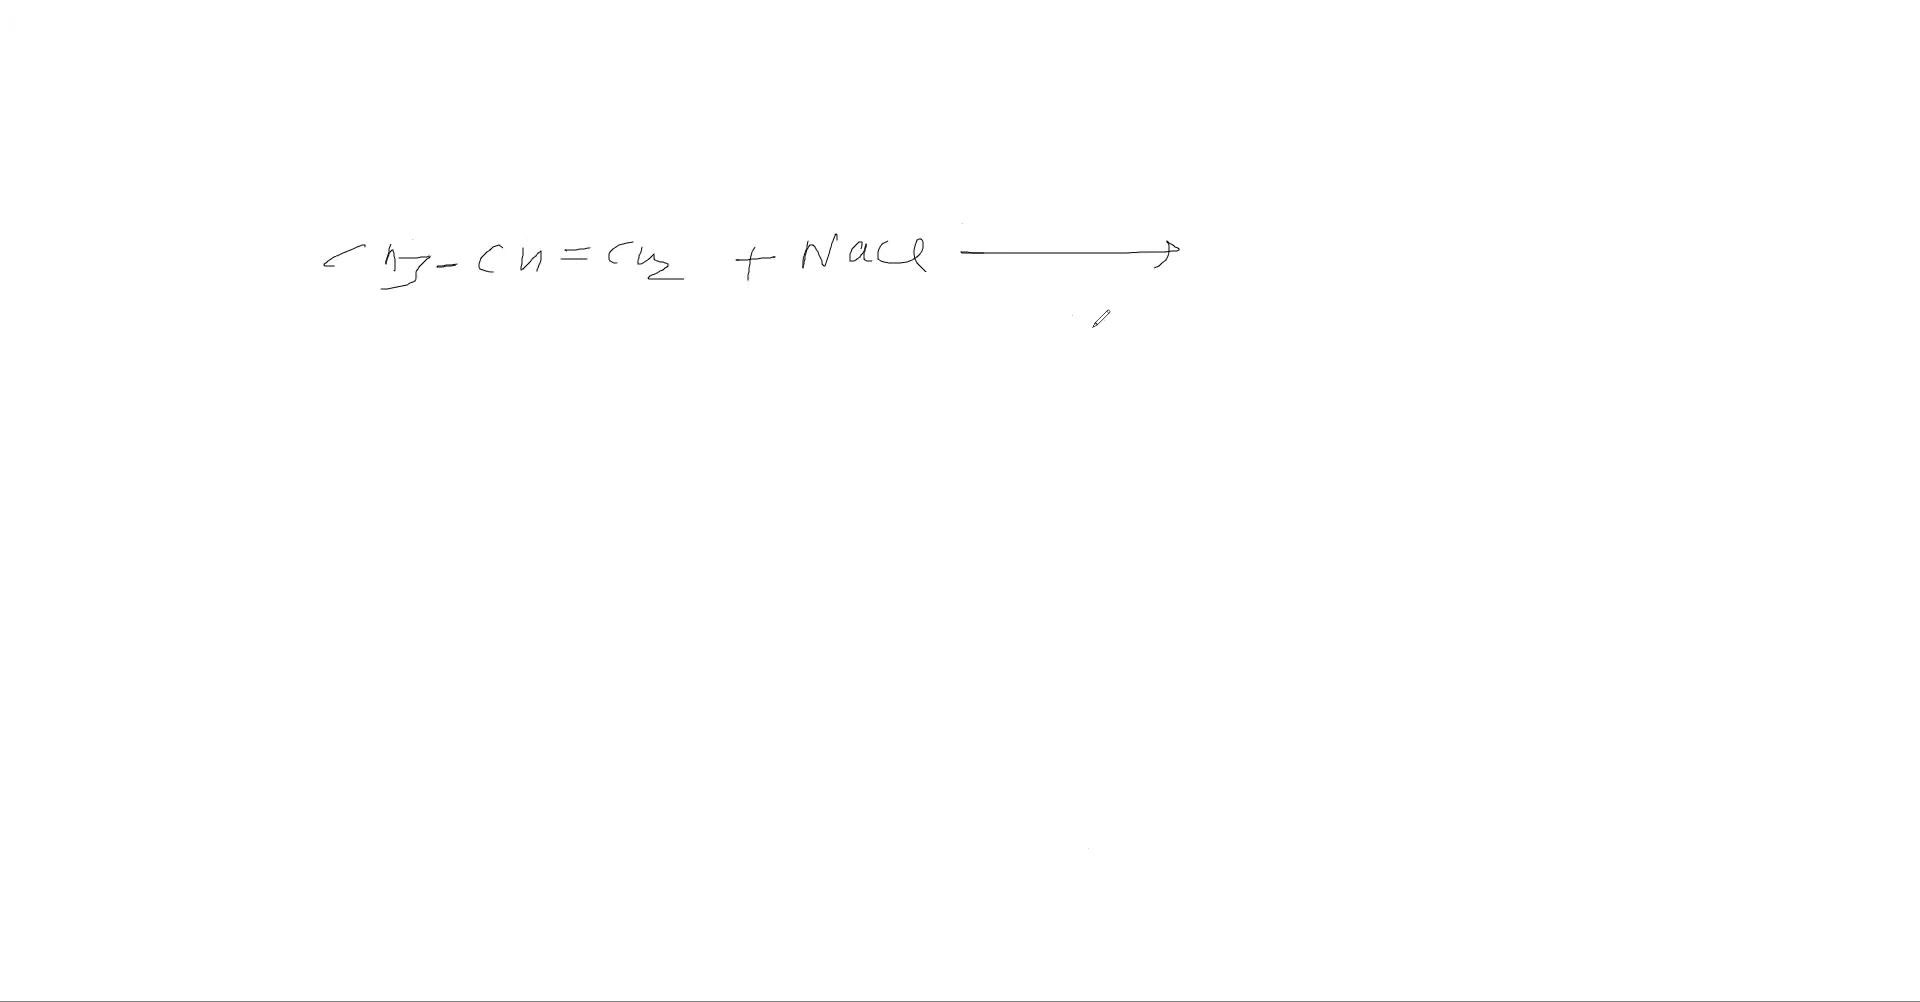 CH3-CH=CH2 + NaCl →